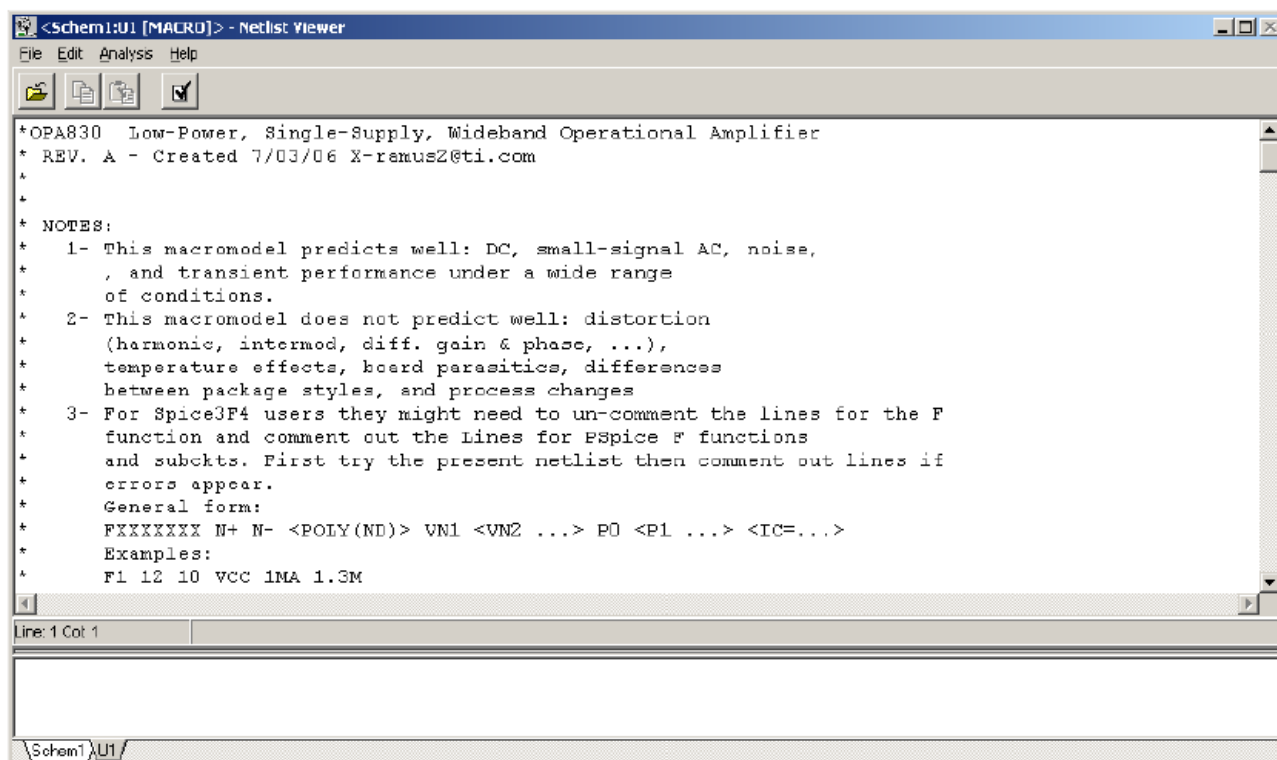 <Schem1:U1 [MACRO]> - Netlist Viewer
File Edit Analysis Help
*OPA830 Low-Power, Single-Supply, Wideband Operational Amplifier
* REV. A - Created 7/03/06 X-ramusZ@ti.com
*
*
* NOTES:
* 1- This macromodel predicts well: DC, small-signal AC, noise,
* , and transient performance under a wide range
* of conditions.
* 2- This macromodel does not predict well: distortion
* (harmonic, intermod, diff. gain & phase, ...),
* temperature effects, board parasitics, differences
* between package styles, and process changes
* 3- For Spice3F4 users they might need to un-comment the lines for the F
* function and comment out the Lines for PSpice F functions
* and subckts. First try the present netlist then comment out lines if
* errors appear.
* General form:
* FXXXXXXX N+ N- <POLY(ND)> VN1 <VN2 ...> P0 <P1 ...> <IC=...>
* Examples:
* F1 12 10 VCC 1MA 1.3M
Line: 1 Col: 1
Schem1 U1